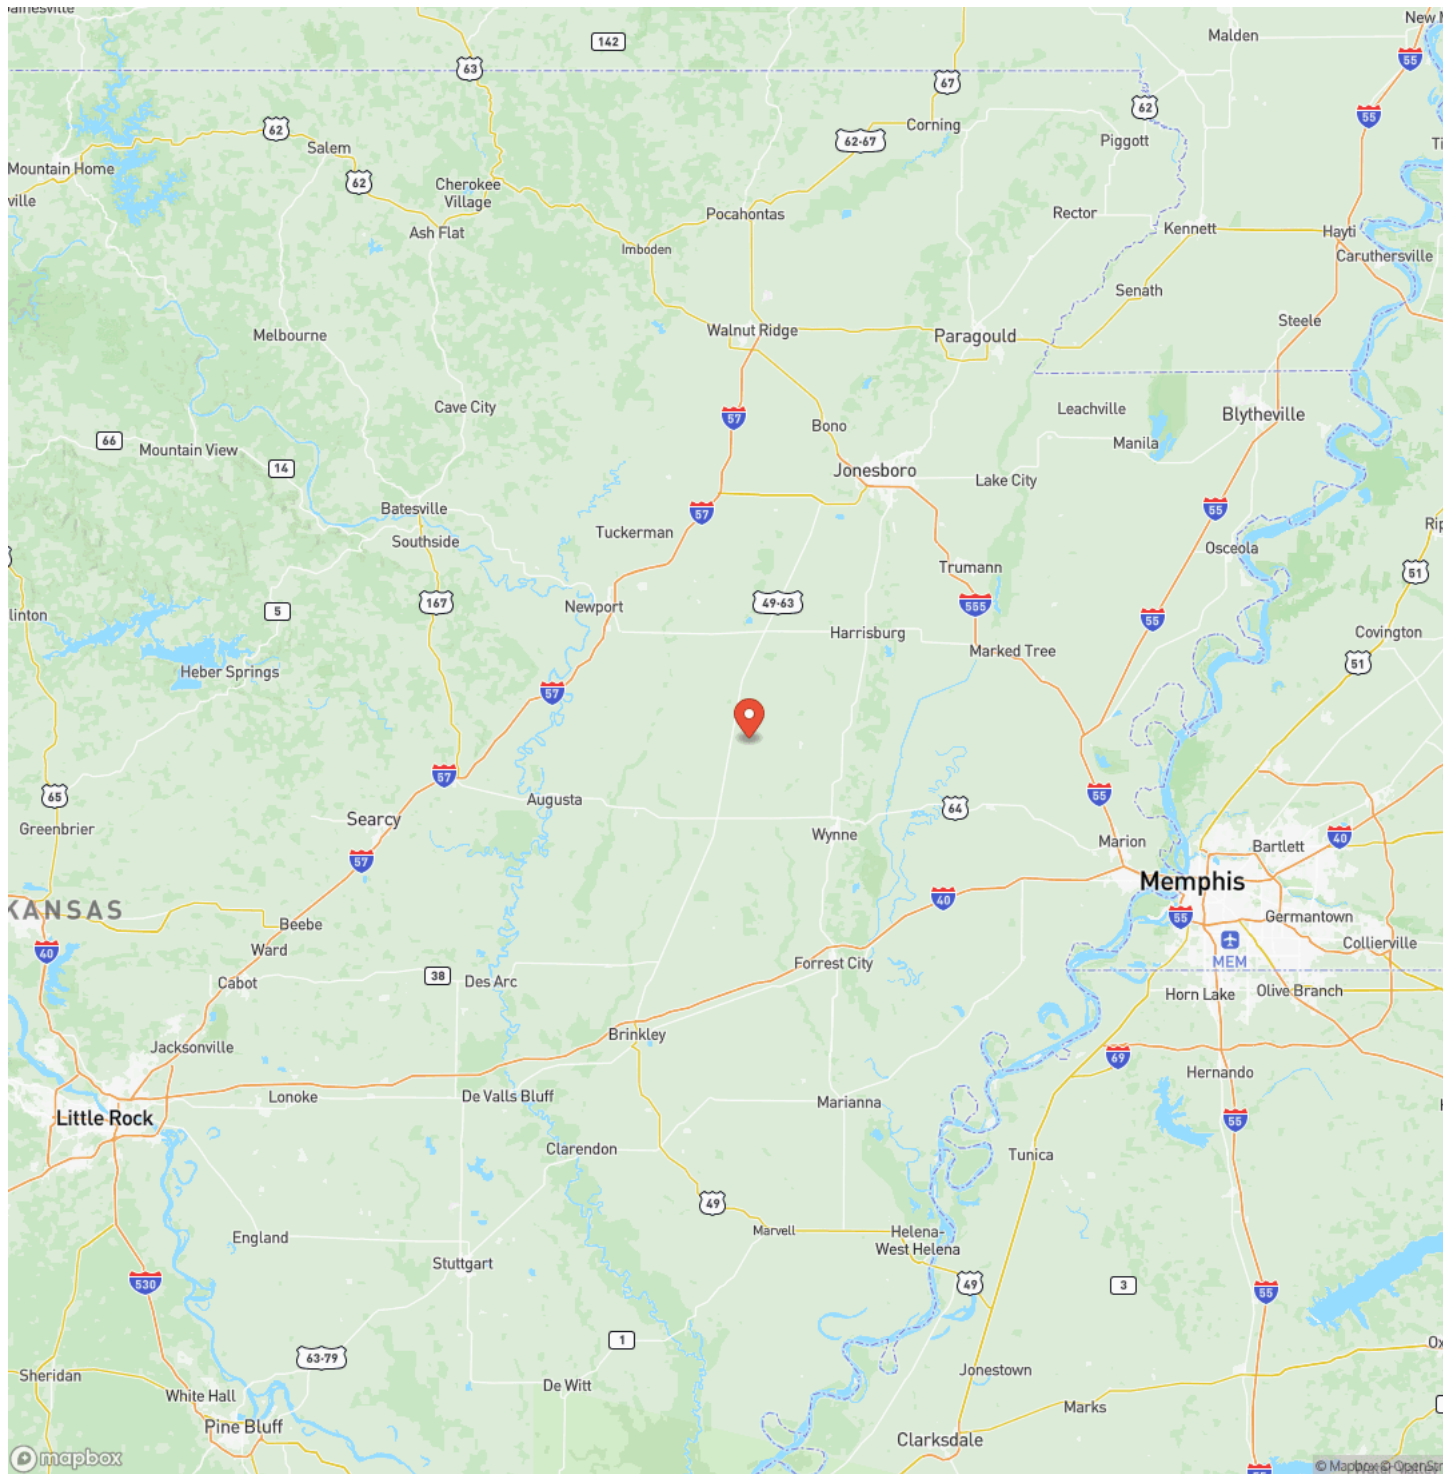 Malden
142
63
55
67
62
55
62
Corning
Piggott
62-67
Salem
Mountain Home
62
Cherokee
Village
ville
Pocahontas
Rector
Ash Flat
Imboden
Kennett
Hayti
Caruthersville
Senath
Steele
Walnut Ridge
Melbourne
Paragould
Cave City
Leachville
Blytheville
57
Bono
66
Mountain View
Manila
14
Jonesboro
Lake City
Batesville
57
55
Tuckerman
Southside
Osceola
Trumann
51
167
49-63
555
Newport
5
55
Harrisburg
Covington
Marked Tree
51
Heber Springs
57
57
65
55
Augusta
64
Searcy
Greenbrier
Wynne
40
Marion
Bartlett
57
Memphis
40
KANSAS
55
Germantown
Beebe
Collierville
40
Ward
MEM
Forrest City
38
Cabot
Des Arc
Horn Lake
Olive Branch
Brinkley
Jacksonville
69
Hernando
Lonoke
De Valls Bluff
Marianna
Little Rock
55
Clarendon
Tunica
49
England
Marvell
Helena-
West Helena
Stuttgart
530
49
3
55
1
63-79
Jonestown
Sheridan
De Witt
White Hall
Marks
Pine Bluff
Clarksdale
mapbox
© Mapbox © OpenStr